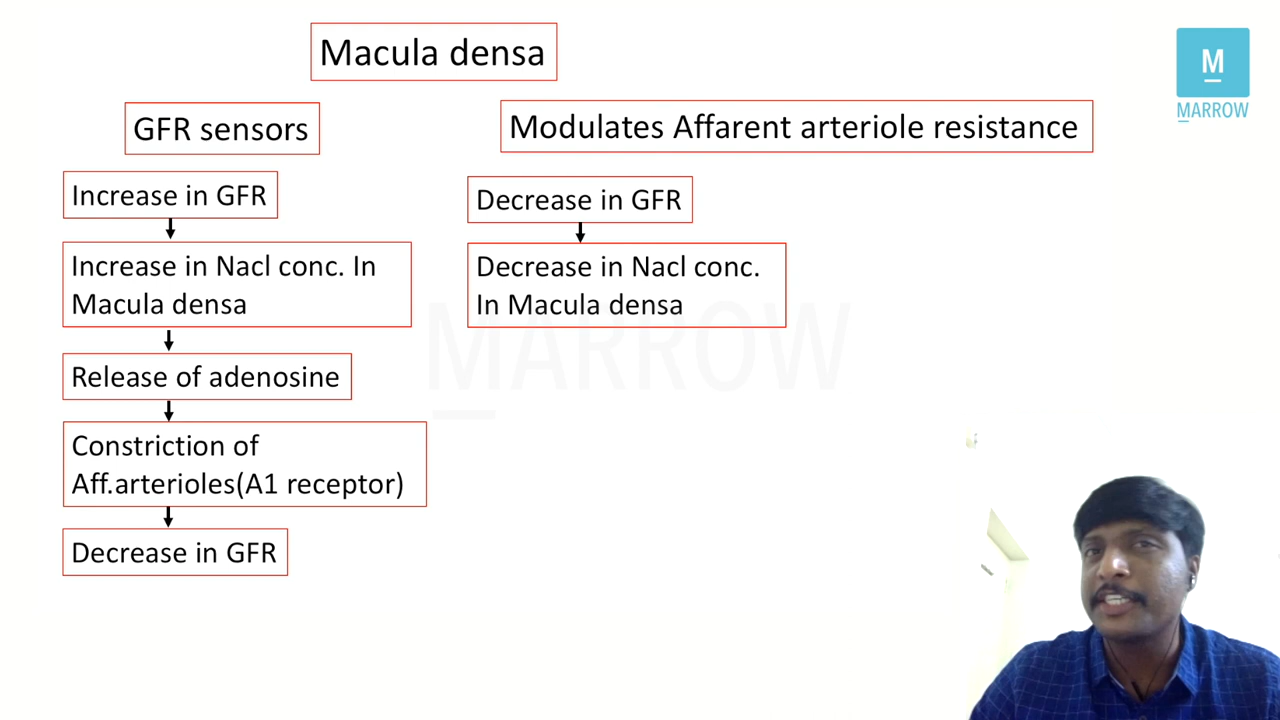 Macula densa
M
MARROW
GFR sensors
Modulates Affarent arteriole resistance
Increase in GFR
Increase in Nacl conc. In
Macula densa
Release of adenosine
Constriction of
Aff.arterioles(A1 receptor)
Decrease in GFR
Decrease in GFR
Decrease in Nacl conc.
In Macula densa
MARROW